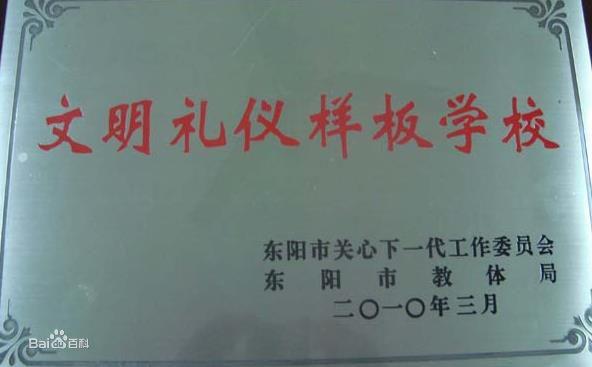 文明礼仪样板学校
东阳市关心下一代工作委员会
东阳市教体局
二〇一〇年三月
Bai百科